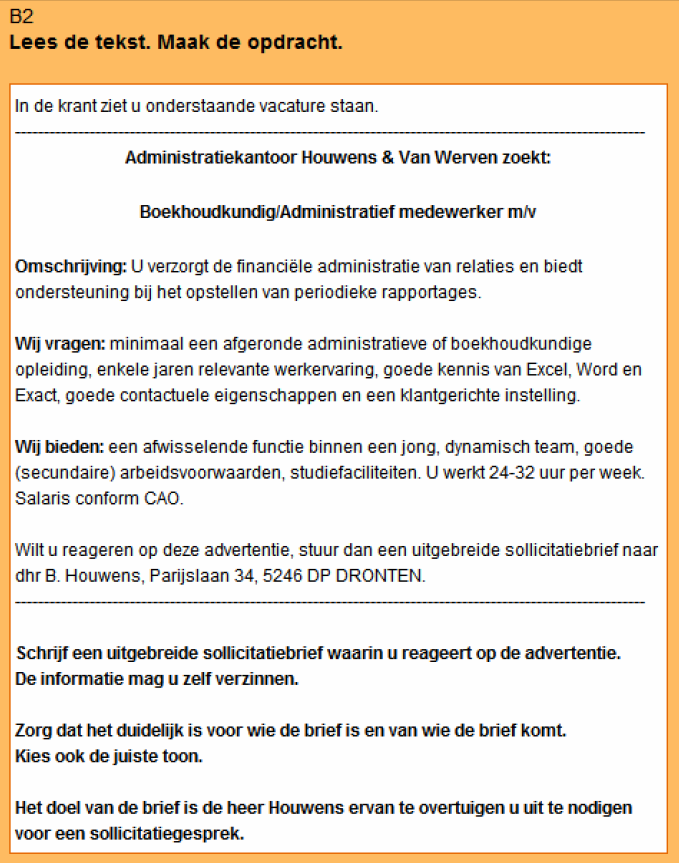 B2
Lees de tekst. Maak de opdracht.
In de krant ziet u onderstaande vacature staan.
------------------------------------------------------------------------------------------------------------------
Administratiekantoor Houwens & Van Werven zoekt:
Boekhoudkundig/Administratief medewerker m/v
Omschrijving: U verzorgt de financiële administratie van relaties en biedt
ondersteuning bij het opstellen van periodieke rapportages.
Wij vragen: minimaal een afgeronde administratieve of boekhoudkundige
opleiding, enkele jaren relevante werkervaring, goede kennis van Excel, Word en
Exact, goede contactuele eigenschappen en een klantgerichte instelling.
Wij bieden: een afwisselende functie binnen een jong, dynamisch team, goede
(secundaire) arbeidsvoorwaarden, studiefaciliteiten. U werkt 24-32 uur per week.
Salaris conform CAO.
Wilt u reageren op deze advertentie, stuur dan een uitgebreide sollicitatiebrief naar
dhr B. Houwens, Parijslaan 34, 5246 DP DRONTEN.
------------------------------------------------------------------------------------------------------------------
Schrijf een uitgebreide sollicitatiebrief waarin u reageert op de advertentie.
De informatie mag u zelf verzinnen.
Zorg dat het duidelijk is voor wie de brief is en van wie de brief komt.
Kies ook de juiste toon.
Het doel van de brief is de heer Houwens ervan te overtuigen u uit te nodigen
voor een sollicitatiegesprek.